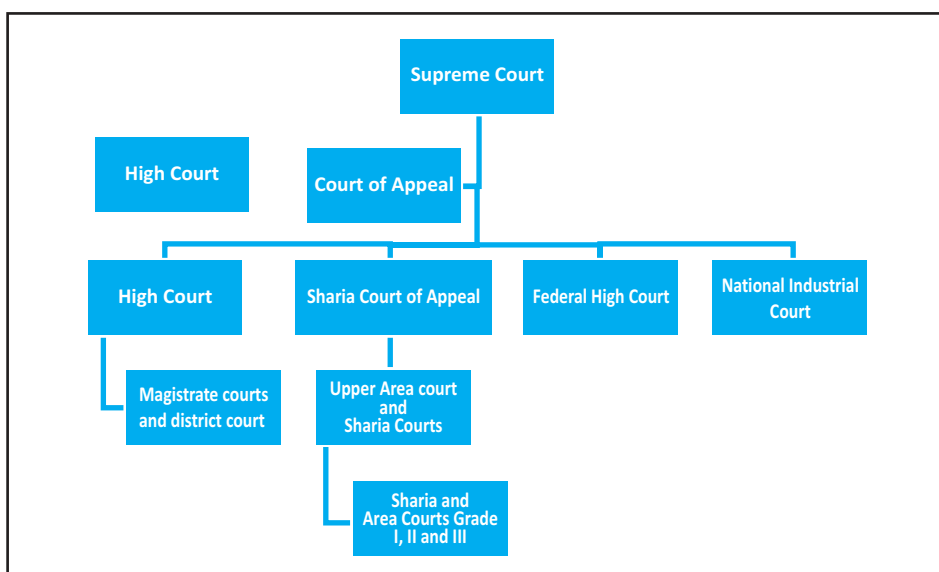 Supreme Court
High Court
Court of Appeal
High Court
Sharia Court of Appeal
Federal High Court
National Industrial
Court
Magistrate courts
and district court
Upper Area court
and
Sharia Courts
Sharia and
Area Courts Grade
I, II and III